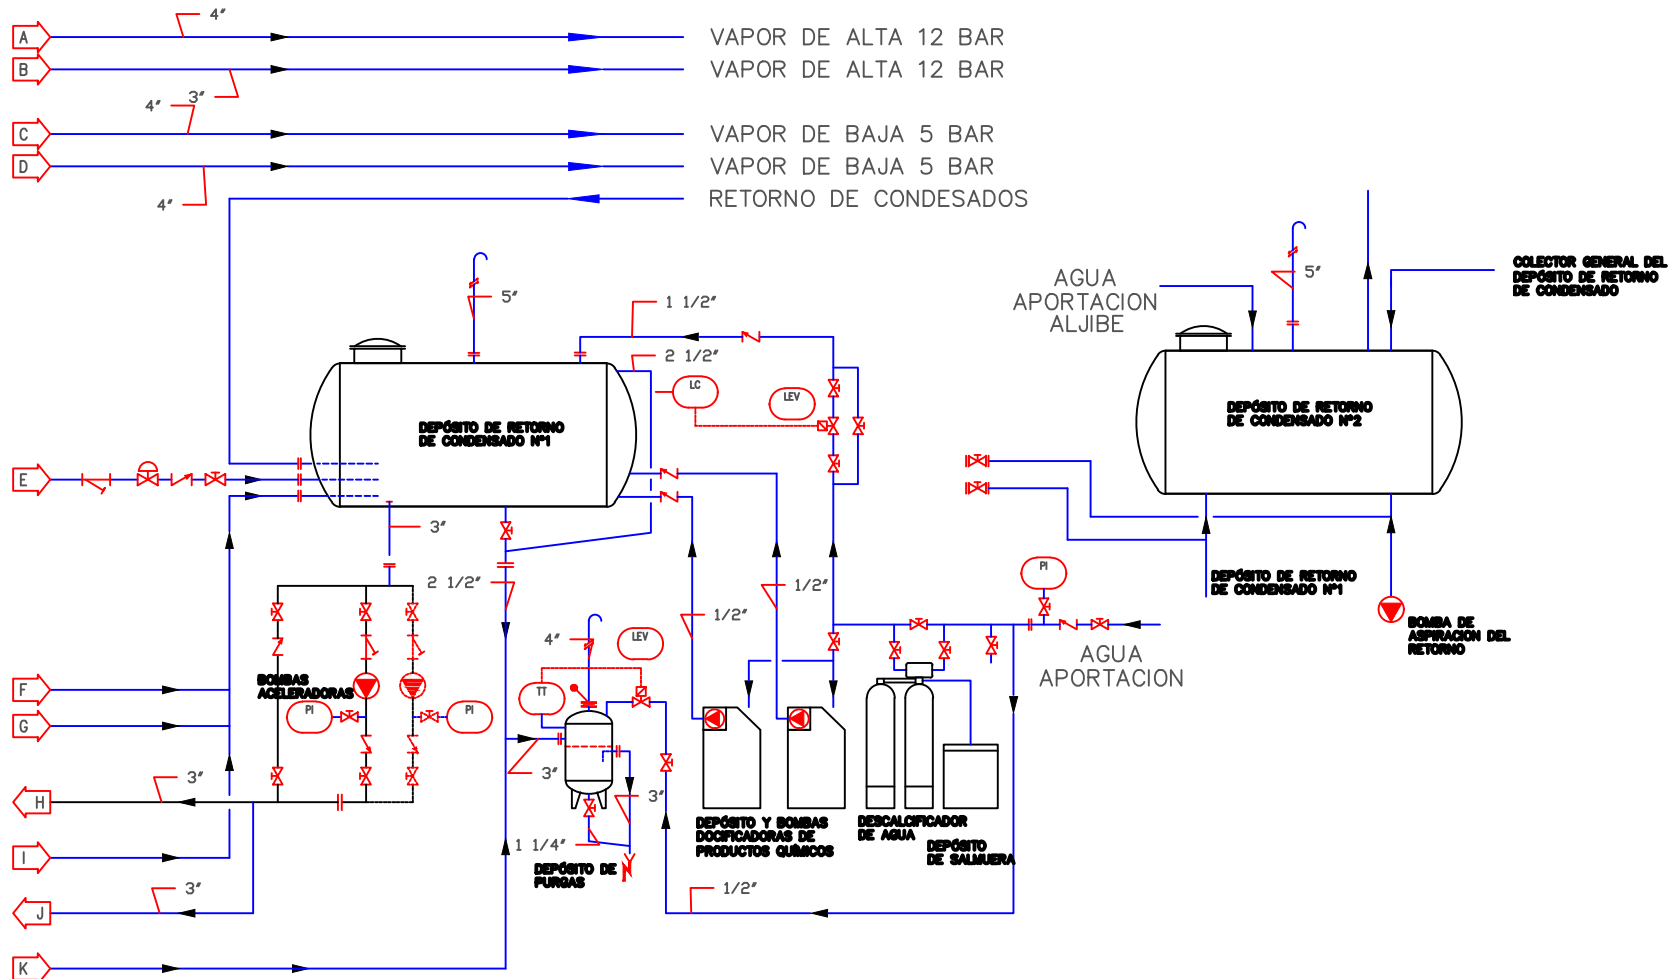 A
4"
VAPOR DE ALTA 12 BAR
B
VAPOR DE ALTA 12 BAR
3"
4"
C
VAPOR DE BAJA 5 BAR
D
VAPOR DE BAJA 5 BAR
4"
RETORNO DE CONDESADOS
5"
1 1/2"
2 1/2"
LC
LEV
DEPÓSITO DE RETORNO
DE CONDENSADO Nº1
AGUA
APORTACION
ALJIBE
5"
COLECTOR GENERAL DEL
DEPÓSITO DE RETORNO
DE CONDENSADO
DEPÓSITO DE RETORNO
DE CONDENSADO Nº2
E
3"
2 1/2"
1/2"
1/2"
PI
DEPÓSITO DE RETORNO
DE CONDENSADO Nº1
BOMBA DE
ASPIRACION DEL
RETORNO
AGUA
APORTACION
4"
LEV
TT
BOMBAS
ACELERADORAS
PI
PI
F
G
3"
3"
H
3"
1 1/4"
DEPÓSITO DE
PURGAS
DEPÓSITO Y BOMBAS
DOCIFICADORAS DE
PRODUCTOS QUÍMICOS
DESCALCIFICADOR
DE AGUA
DEPÓSITO
DE SALMUERA
I
3"
J
1/2"
K